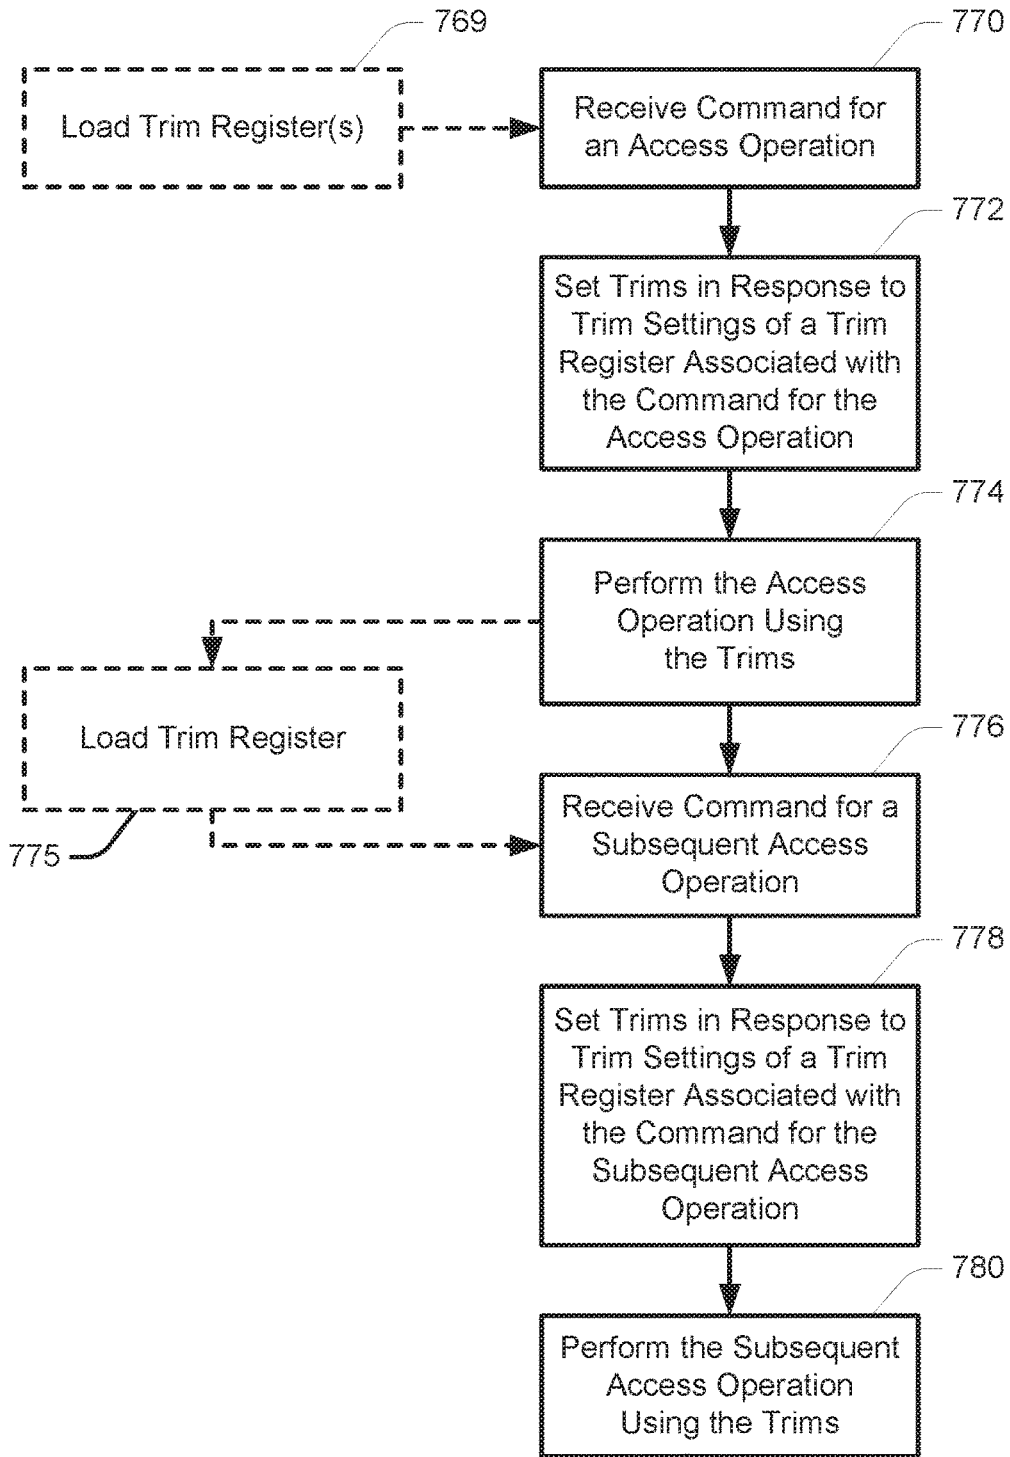 769
770
Load Trim Register(s)
Receive Command for
an Access Operation
772
Set Trims in Response to
Trim Settings of a Trim
Register Associated with
the Command for the
Access Operation
774
Perform the Access
Operation Using
the Trims
Load Trim Register
775
776
Receive Command for a
Subsequent Access
Operation
778
Set Trims in Response to
Trim Settings of a Trim
Register Associated with
the Command for the
Subsequent Access
Operation
780
Perform the Subsequent
Access Operation
Using the Trims